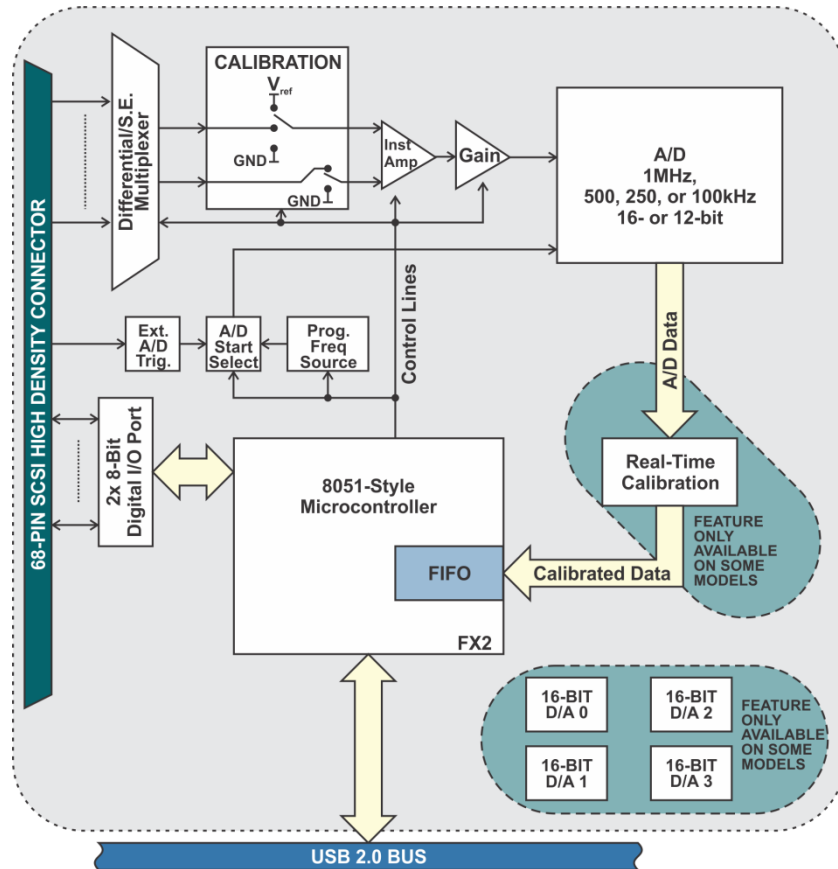 68-PIN SCSI HIGH DENSITY CONNECTOR
Differential/S.E.
Multiplexer
CALIBRATION
Vref
GND
GND
Inst
Amp
Gain
A/D
1MHz,
500, 250, or 100kHz
16- or 12-bit
Ext.
A/D
Trig.
A/D
Start
Select
Prog.
Freq
Source
Control Lines
A/D Data
2x 8-Bit
Digital I/O Port
8051-Style
Microcontroller
FIFO
FX2
Real-Time
Calibration
FEATURE
ONLY
AVAILABLE
ON SOME
MODELS
Calibrated Data
16-BIT
D/A 0
16-BIT
D/A 2
16-BIT
D/A 1
16-BIT
D/A 3
FEATURE
ONLY
AVAILABLE
ON SOME
MODELS
USB 2.0 BUS